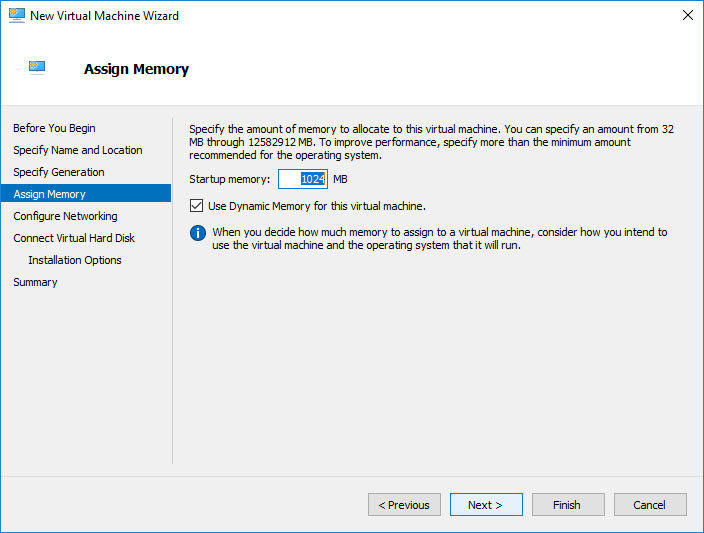 New Virtual Machine Wizard
Assign Memory
Before You Begin
Specify Name and Location
Specify Generation
Assign Memory
Configure Networking
Connect Virtual Hard Disk
Installation Options
Summary
Specify the amount of memory to allocate to this virtual machine. You can specify an amount from 32
MB through 12582912 MB. To improve performance, specify more than the minimum amount
recommended for the operating system.
Startup memory: 1024 MB
Use Dynamic Memory for this virtual machine.
When you decide how much memory to assign to a virtual machine, consider how you intend to
use the virtual machine and the operating system that it will run.
< Previous Next > Finish Cancel